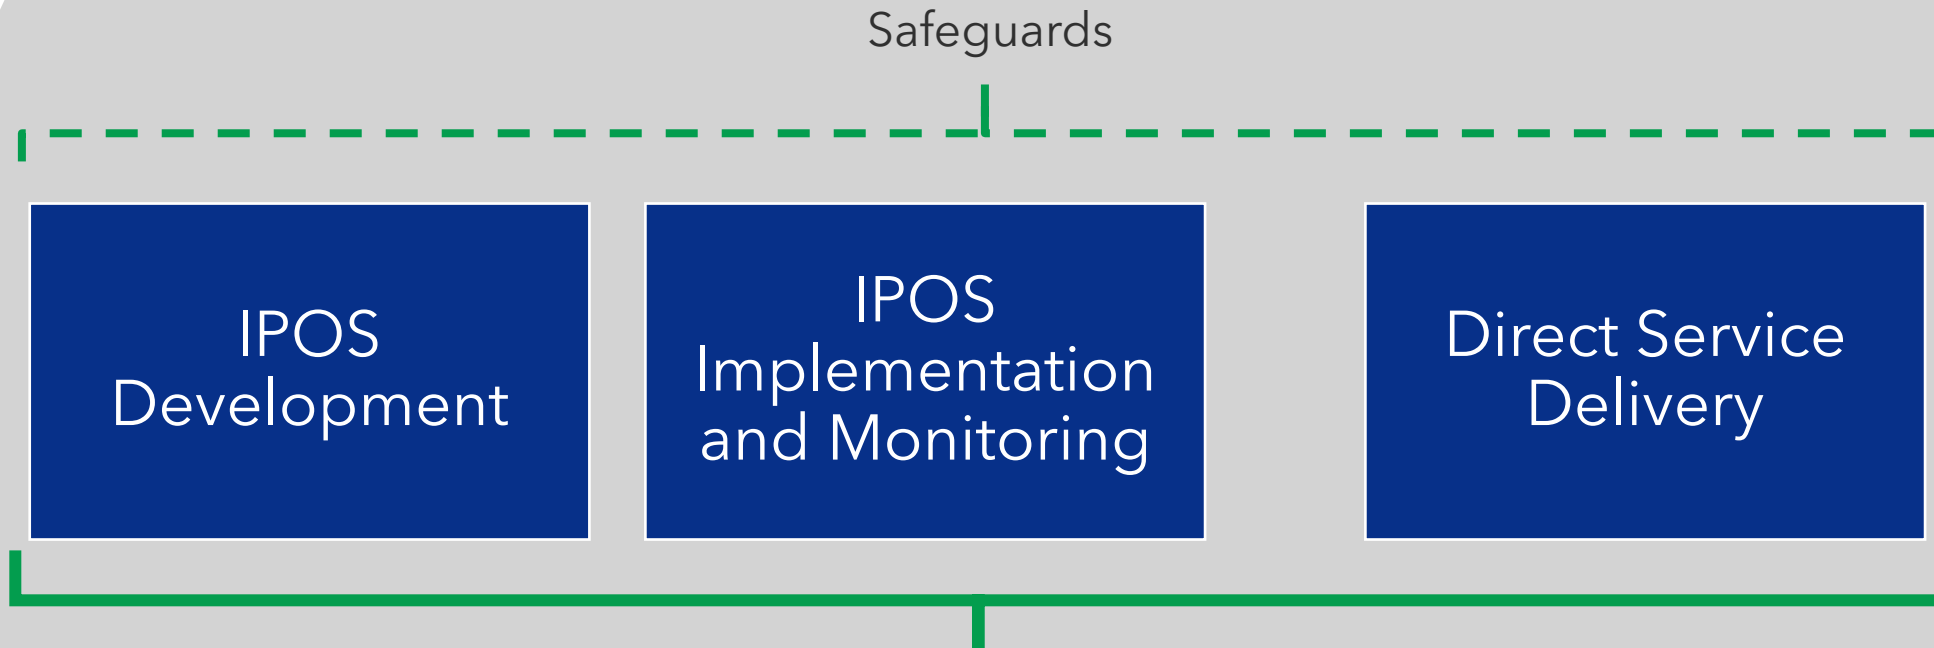 Safeguards
IPOS
Development
IPOS
Implementation
and Monitoring
Direct Service
Delivery